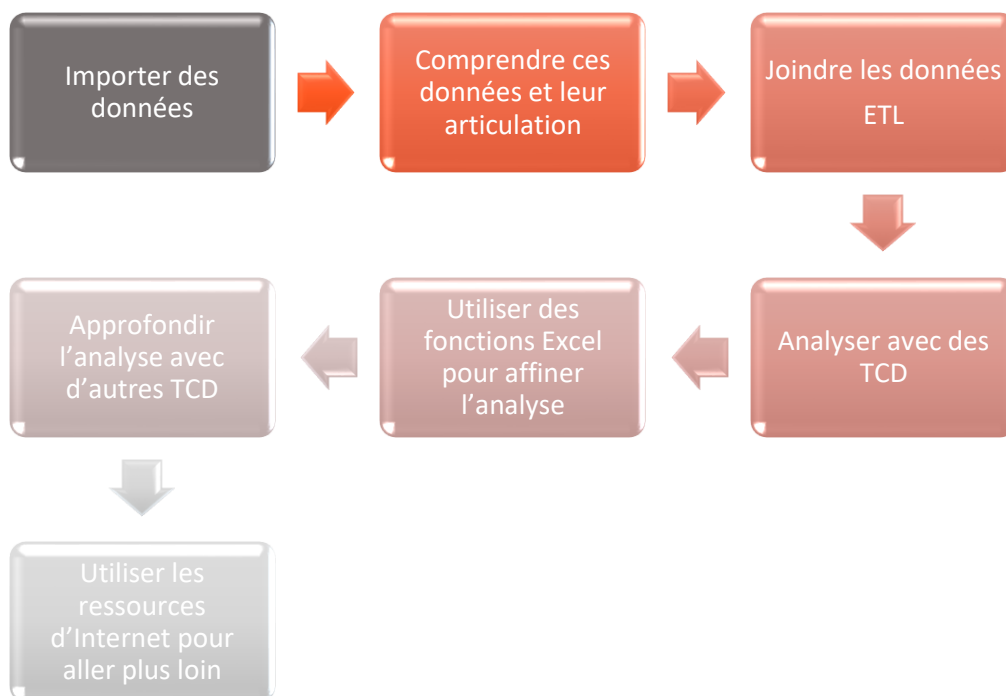 Importer des
données
Comprendre ces
données et leur
articulation
Joindre les données
ETL
Analyser avec des
TCD
Utiliser des
fonctions Excel
pour affiner
l’analyse
Approfondir
l’analyse avec
d’autres TCD
Utiliser les
ressources
d’Internet pour
aller plus loin